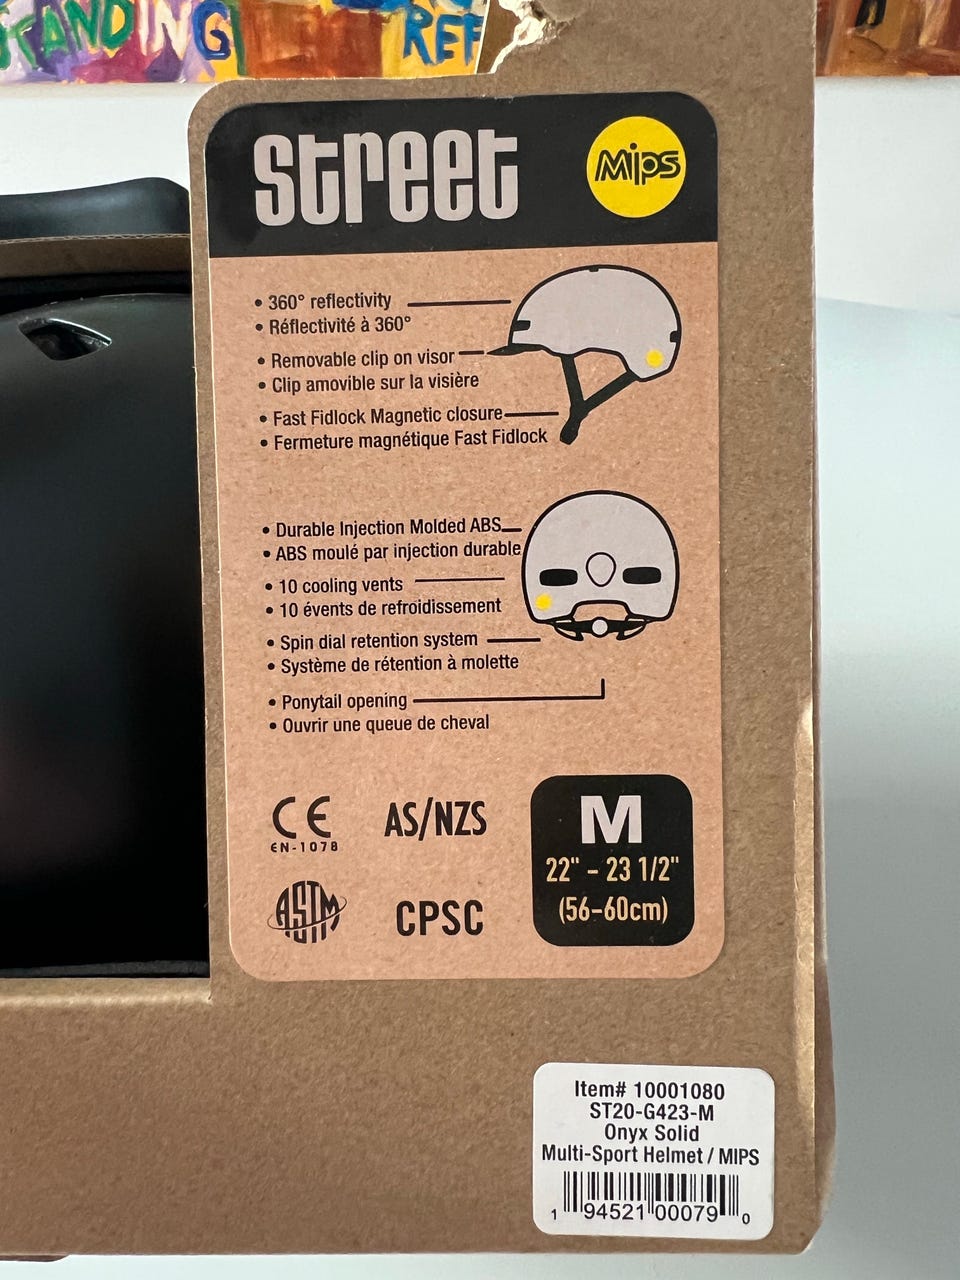 TANDING
REF
Street
Mips
• 360° reflectivity
• Réflectivité à 360°
• Removable clip on visor
• Clip amovible sur la visière
• Fast Fidlock Magnetic closure
• Fermeture magnétique Fast Fidlock
• Durable Injection Molded ABS
• ABS moulé par injection durable
• 10 cooling vents
• 10 évents de refroidissement
• Spin dial retention system
• Système de rétention à molette
• Ponytail opening
• Ouvrir une queue de cheval
CE
EN-1078
AS/NZS
ASTM
CPSC
M
22" - 23 1/2"
(56-60cm)
Item# 10001080
ST20-G423-M
Onyx Solid
Multi-Sport Helmet / MIPS
1 94521 00079 0